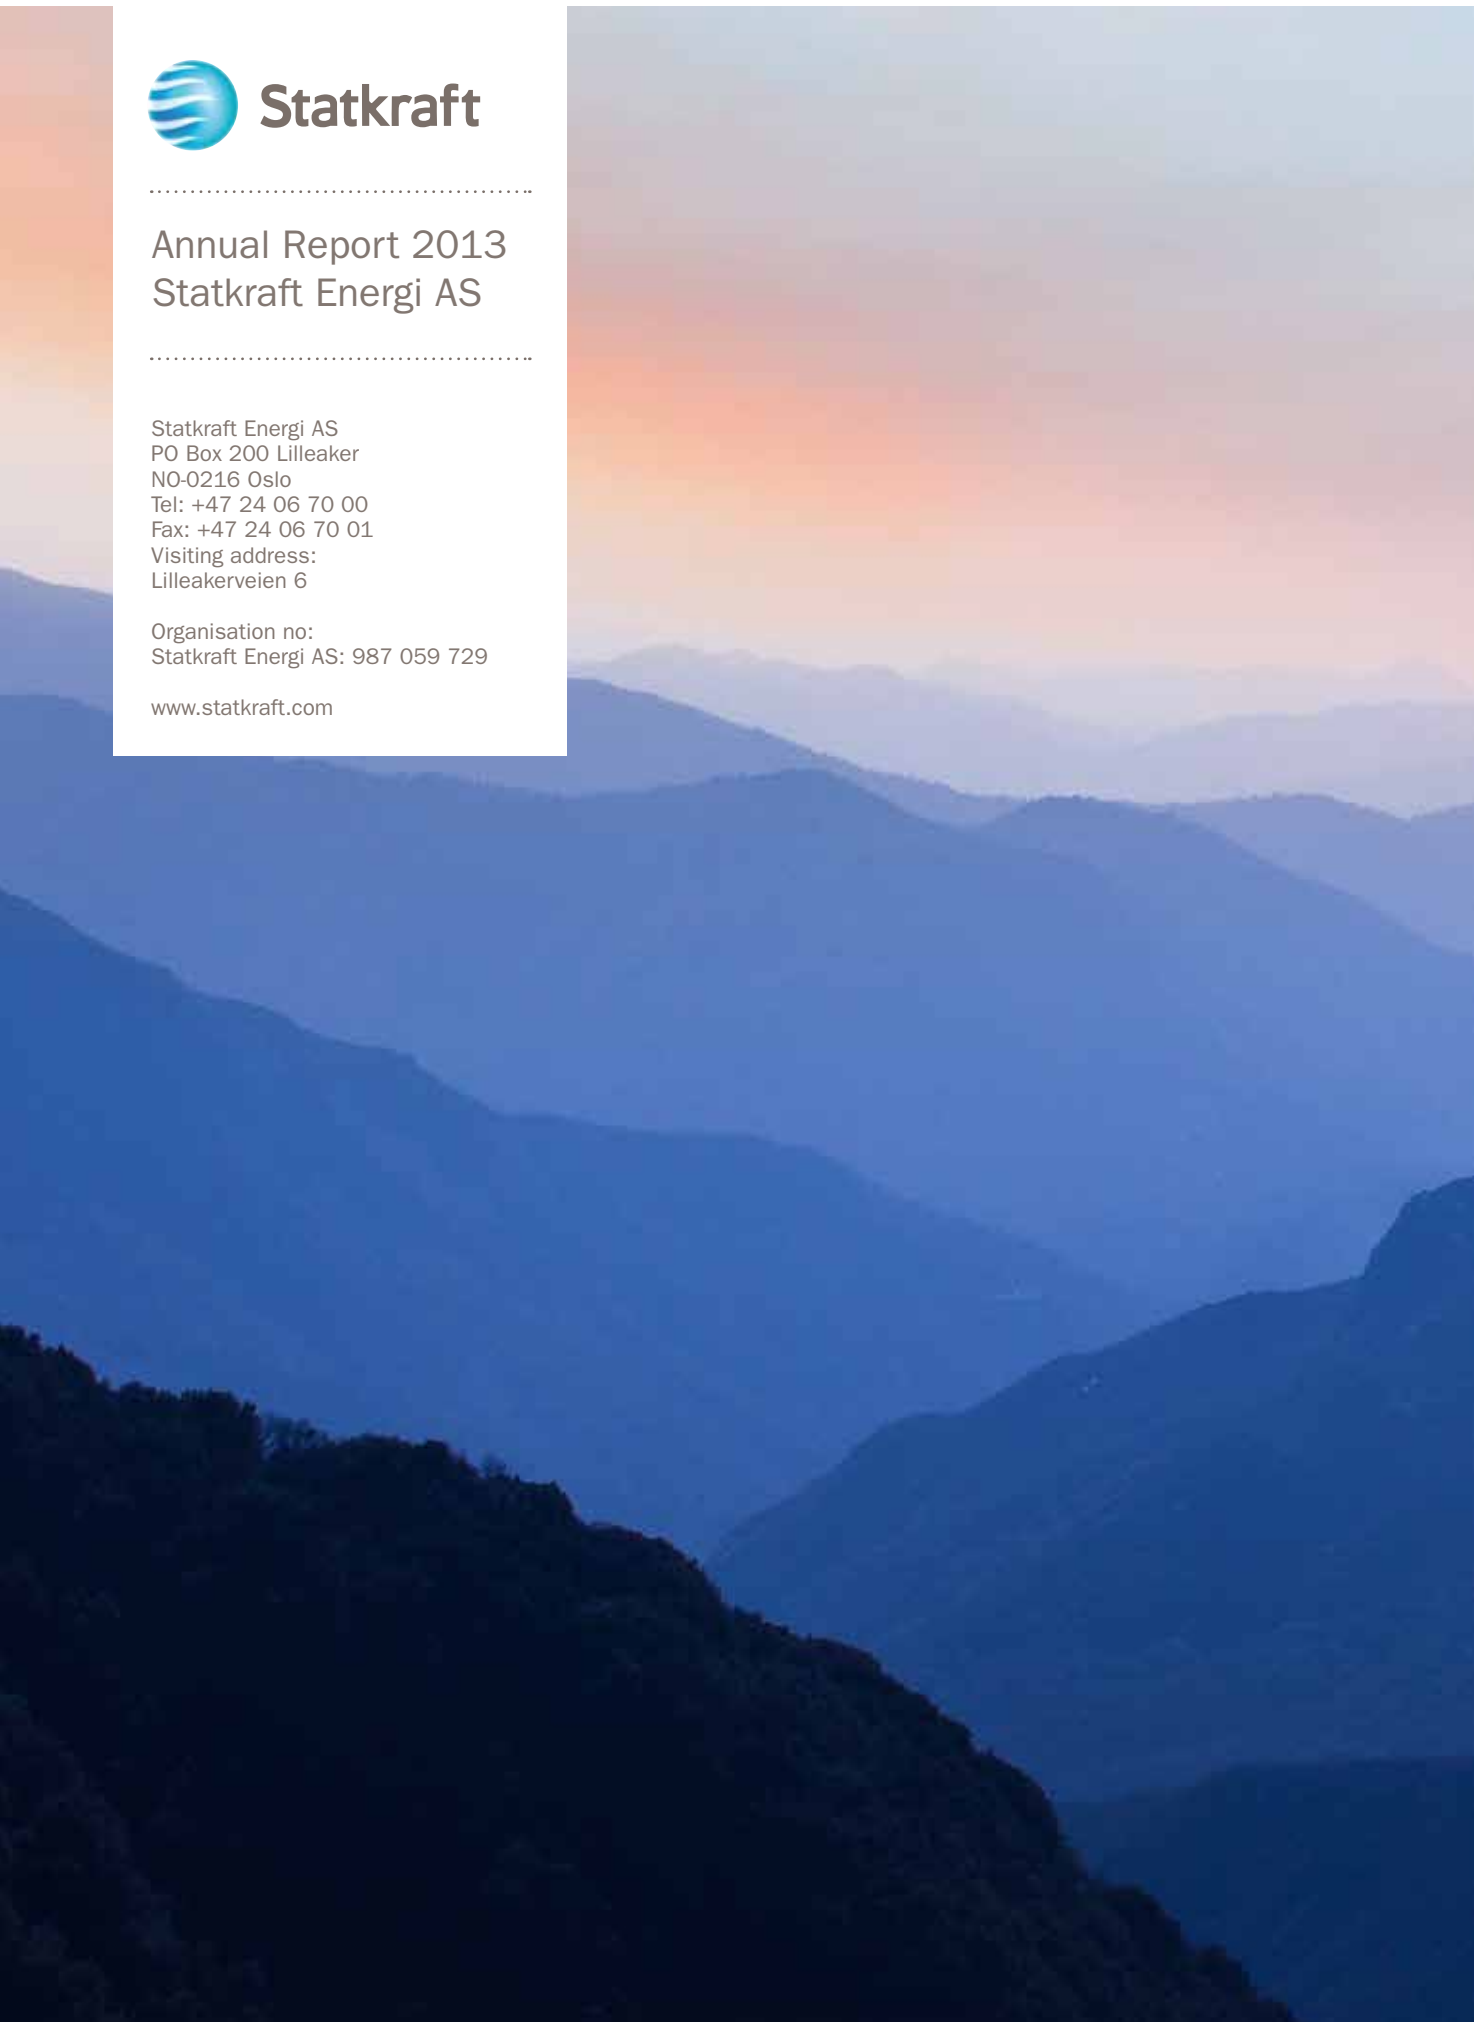 Statkraft
Annual Report 2013
Statkraft Energi AS
Statkraft Energi AS
PO Box 200 Lilleaker
NO-0216 Oslo
Tel: +47 24 06 70 00
Fax: +47 24 06 70 01
Visiting address:
Lilleakerveien 6
Organisation no:
Statkraft Energi AS: 987 059 729
www.statkraft.com